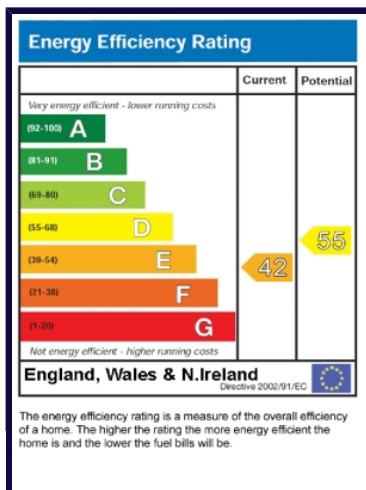 Energy Efficiency Rating
Current Potential
Very energy efficient - lower running costs
(92-100) A
(81-91) B
(69-80) C
(55-68) D
55
(39-54) E
42
(21-38) F
(1-20) G
Not energy efficient - higher running costs
England, Wales & N.Ireland
Directive 2002/91/EC
The energy efficiency rating is a measure of the overall efficiency
of a home. The higher the rating the more energy efficient the
home is and the lower the fuel bills will be.